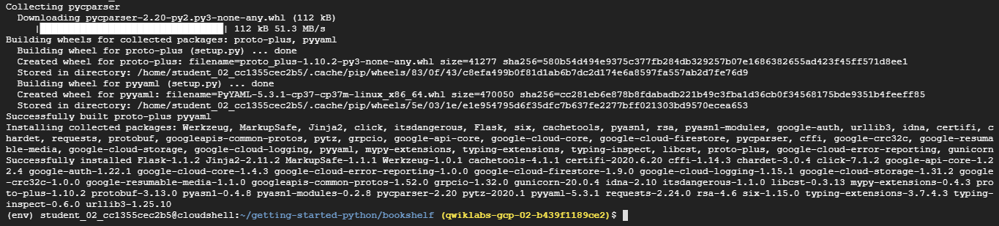 Collecting pycparser
  Downloading pycparser-2.20-py2.py3-none-any.whl (112 kB)
     |████████████████████████████████| 112 kB 51.3 MB/s
Building wheels for collected packages: proto-plus, pyyaml
  Building wheel for proto-plus (setup.py) ... done
  Created wheel for proto-plus: filename=proto_plus-1.10.2-py3-none-any.whl size=41277 sha256=580b54d494e9375c377fb284db329257b07e1686382655ad423f45ff571d8ee1
  Stored in directory: /home/student_02_cc1355cec2b5/.cache/pip/wheels/83/0f/43/c8efa499b0f81d1ab6b7dc2d174e6a8597fa557ab2d7fe76d9
  Building wheel for pyyaml (setup.py) ... done
  Created wheel for pyyaml: filename=PyYAML-5.3.1-cp37-cp37m-linux_x86_64.whl size=470050 sha256=cc281eb6e878b8fdabadb221b49c3fba1d36cb0f34568175bde9351b4feeff85
  Stored in directory: /home/student_02_cc1355cec2b5/.cache/pip/wheels/5e/03/1e/e1e954795d6f35dfc7b637fe2277bff021303bd9570ecea653
Successfully built proto-plus pyyaml
Installing collected packages: Werkzeug, MarkupSafe, Jinja2, click, itsdangerous, Flask, six, cachetools, pyasn1, rsa, pyasn1-modules, google-auth, urllib3, idna, certifi, c
hardet, requests, protobuf, googleapis-common-protos, pytz, grpcio, google-api-core, google-cloud-core, google-cloud-firestore, pycparser, cffi, google-crc32c, google-resuma
ble-media, google-cloud-storage, google-cloud-logging, pyyaml, mypy-extensions, typing-extensions, typing-inspect, libcst, proto-plus, google-cloud-error-reporting, gunicorn
Successfully installed Flask-1.1.2 Jinja2-2.11.2 MarkupSafe-1.1.1 Werkzeug-1.0.1 cachetools-4.1.1 certifi-2020.6.20 cffi-1.14.3 chardet-3.0.4 click-7.1.2 google-api-core-1.2
2.4 google-auth-1.22.1 google-cloud-core-1.4.3 google-cloud-error-reporting-1.0.0 google-cloud-firestore-1.9.0 google-cloud-logging-1.15.1 google-cloud-storage-1.31.2 google
-crc32c-1.0.0 google-resumable-media-1.1.0 googleapis-common-protos-1.52.0 grpcio-1.32.0 gunicorn-20.0.4 idna-2.10 itsdangerous-1.1.0 libcst-0.3.13 mypy-extensions-0.4.3 pro
to-plus-1.10.2 protobuf-3.13.0 pyasn1-0.4.8 pyasn1-modules-0.2.8 pycparser-2.20 pytz-2020.1 pyyaml-5.3.1 requests-2.24.0 rsa-4.6 six-1.15.0 typing-extensions-3.7.4.3 typing-
inspect-0.6.0 urllib3-1.25.10
(env) student_02_cc1355cec2b5@cloudshell:~/getting-started-python/bookshelf (qwiklabs-gcp-02-b439f1189ce2)$